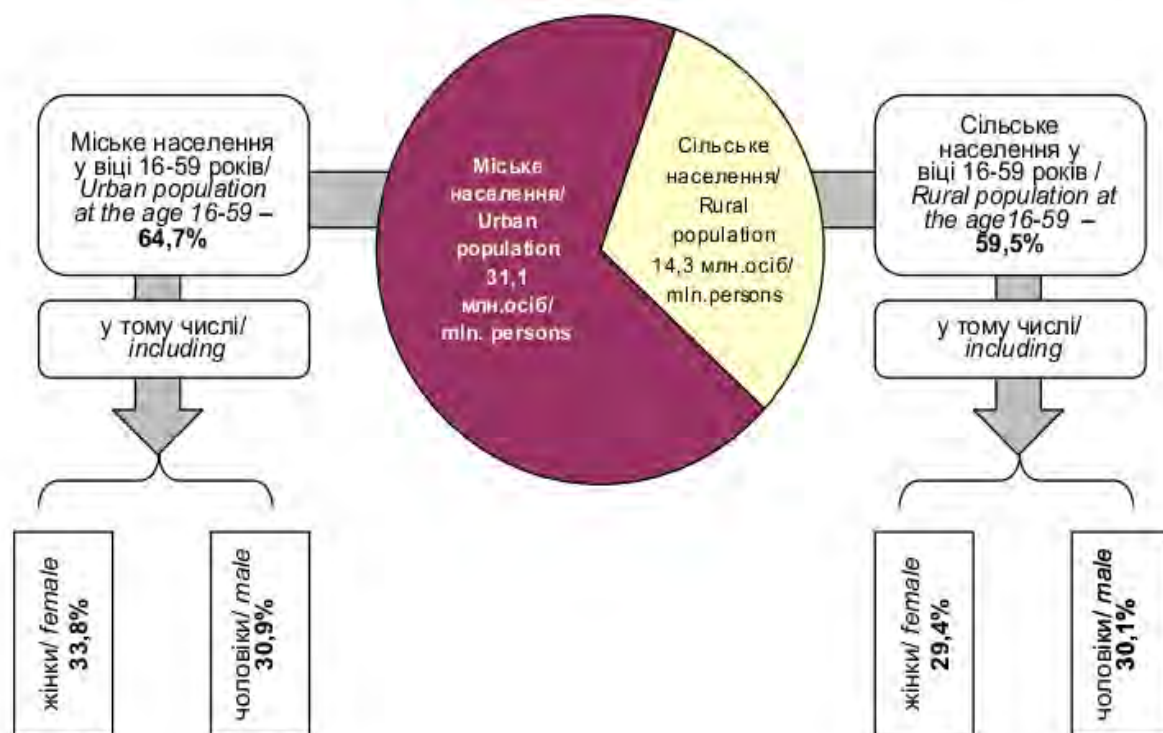 Міське населення
у віці 16-59 років/
Urban population
at the age 16-59 –
64,7%
у тому числі/
including
жінки/ female
33,8%
чоловіки/ male
30,9%
Міське
населення/
Urban
population
31,1
млн.осіб/
mln. persons
Сільське
населення/
Rural
population
14,3 млн.осіб/
mln.persons
Сільське
населення у
віці 16-59 років /
Rural population at
the age16-59 –
59,5%
у тому числі/
including
жінки/ female
29,4%
чоловіки/ male
30,1%